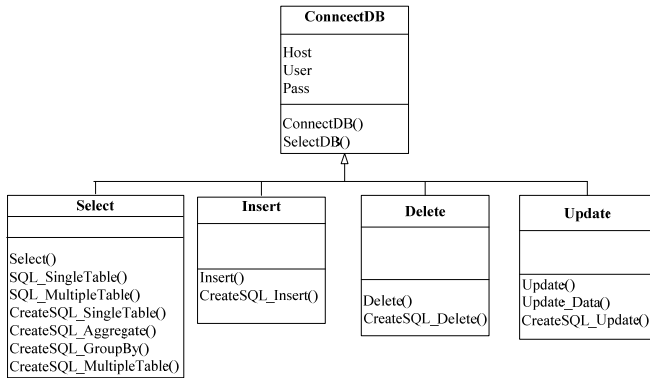 ConncectDB
Host
User
Pass
ConnectDB()
SelectDB()
Select
Select()
SQL_SingleTable()
SQL_MultipleTable()
CreateSQL_SingleTable()
CreateSQL_Aggregate()
CreateSQL_GroupBy()
CreateSQL_MultipleTable()
Insert
Insert()
CreateSQL_Insert()
Delete
Delete()
CreateSQL_Delete()
Update
Update()
Update_Data()
CreateSQL_Update()